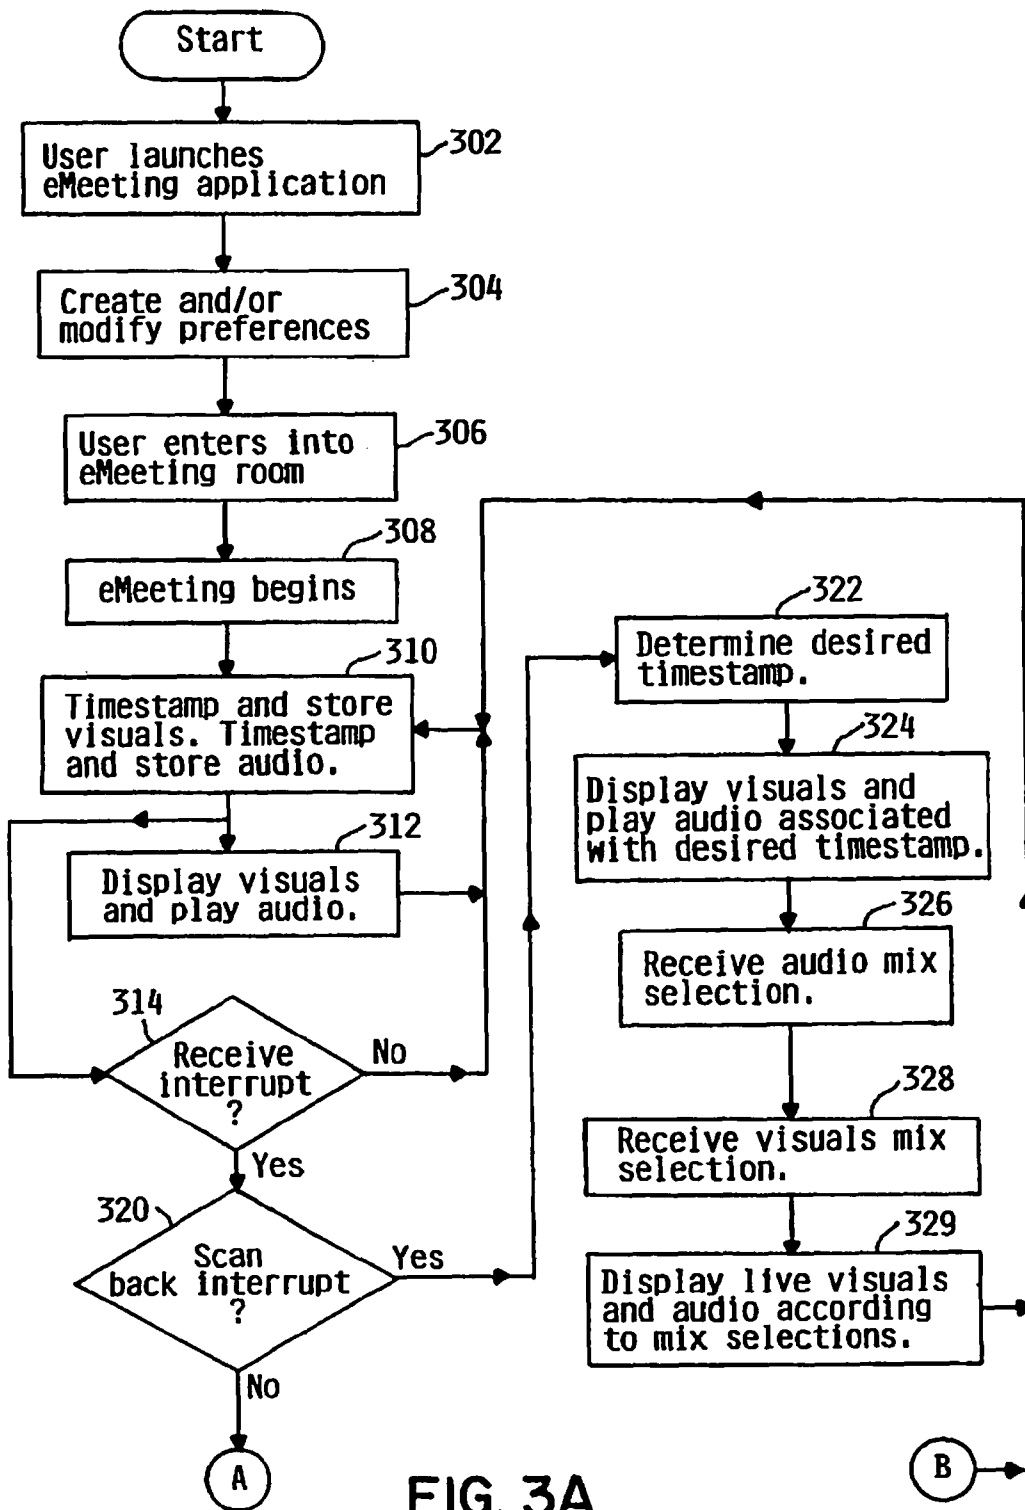 Start
User launches
eMeeting application
302
Create and/or
modify preferences
304
User enters into
eMeeting room
306
eMeeting begins
308
Timestamp and store
visuals. Timestamp
and store audio.
310
Display visuals
and play audio.
312
Receive
interrupt
?
314
No
Yes
Scan
back interrupt
?
320
Yes
No
A
Determine desired
timestamp.
322
Display visuals and
play audio associated
with desired timestamp.
324
Receive audio mix
selection.
326
Receive visuals mix
selection.
328
Display live visuals
and audio according
to mix selections.
329
B
FIG. 3A